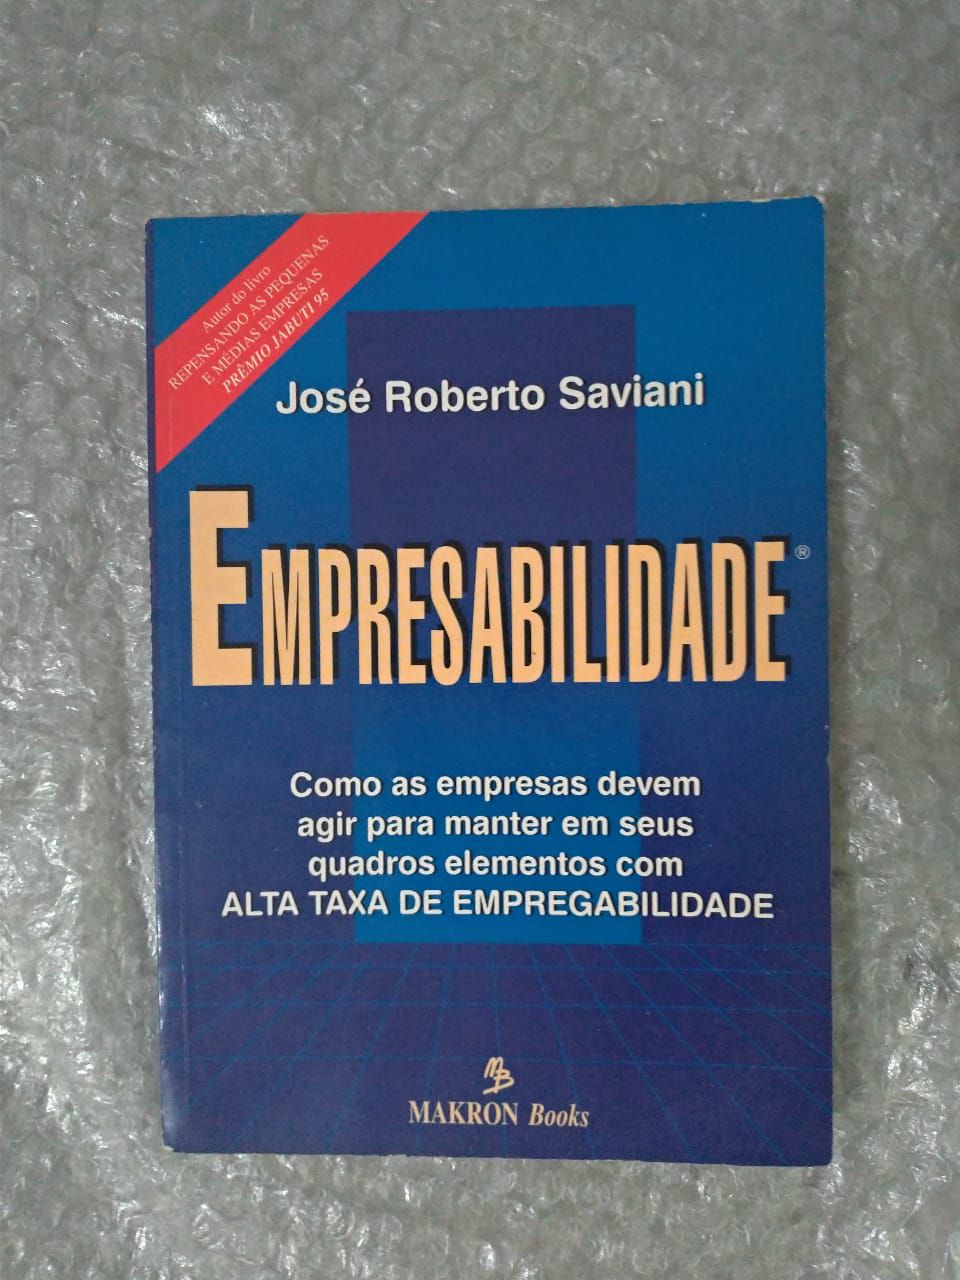 Autor do livro
REPENSANDO AS PEQUENAS
E MÉDIAS EMPRESAS
PRÊMIO JABUTI 95
José Roberto Saviani
EMPRESABILIDADE®
Como as empresas devem
agir para manter em seus
quadros elementos com
ALTA TAXA DE EMPREGABILIDADE
MB
MAKRON Books